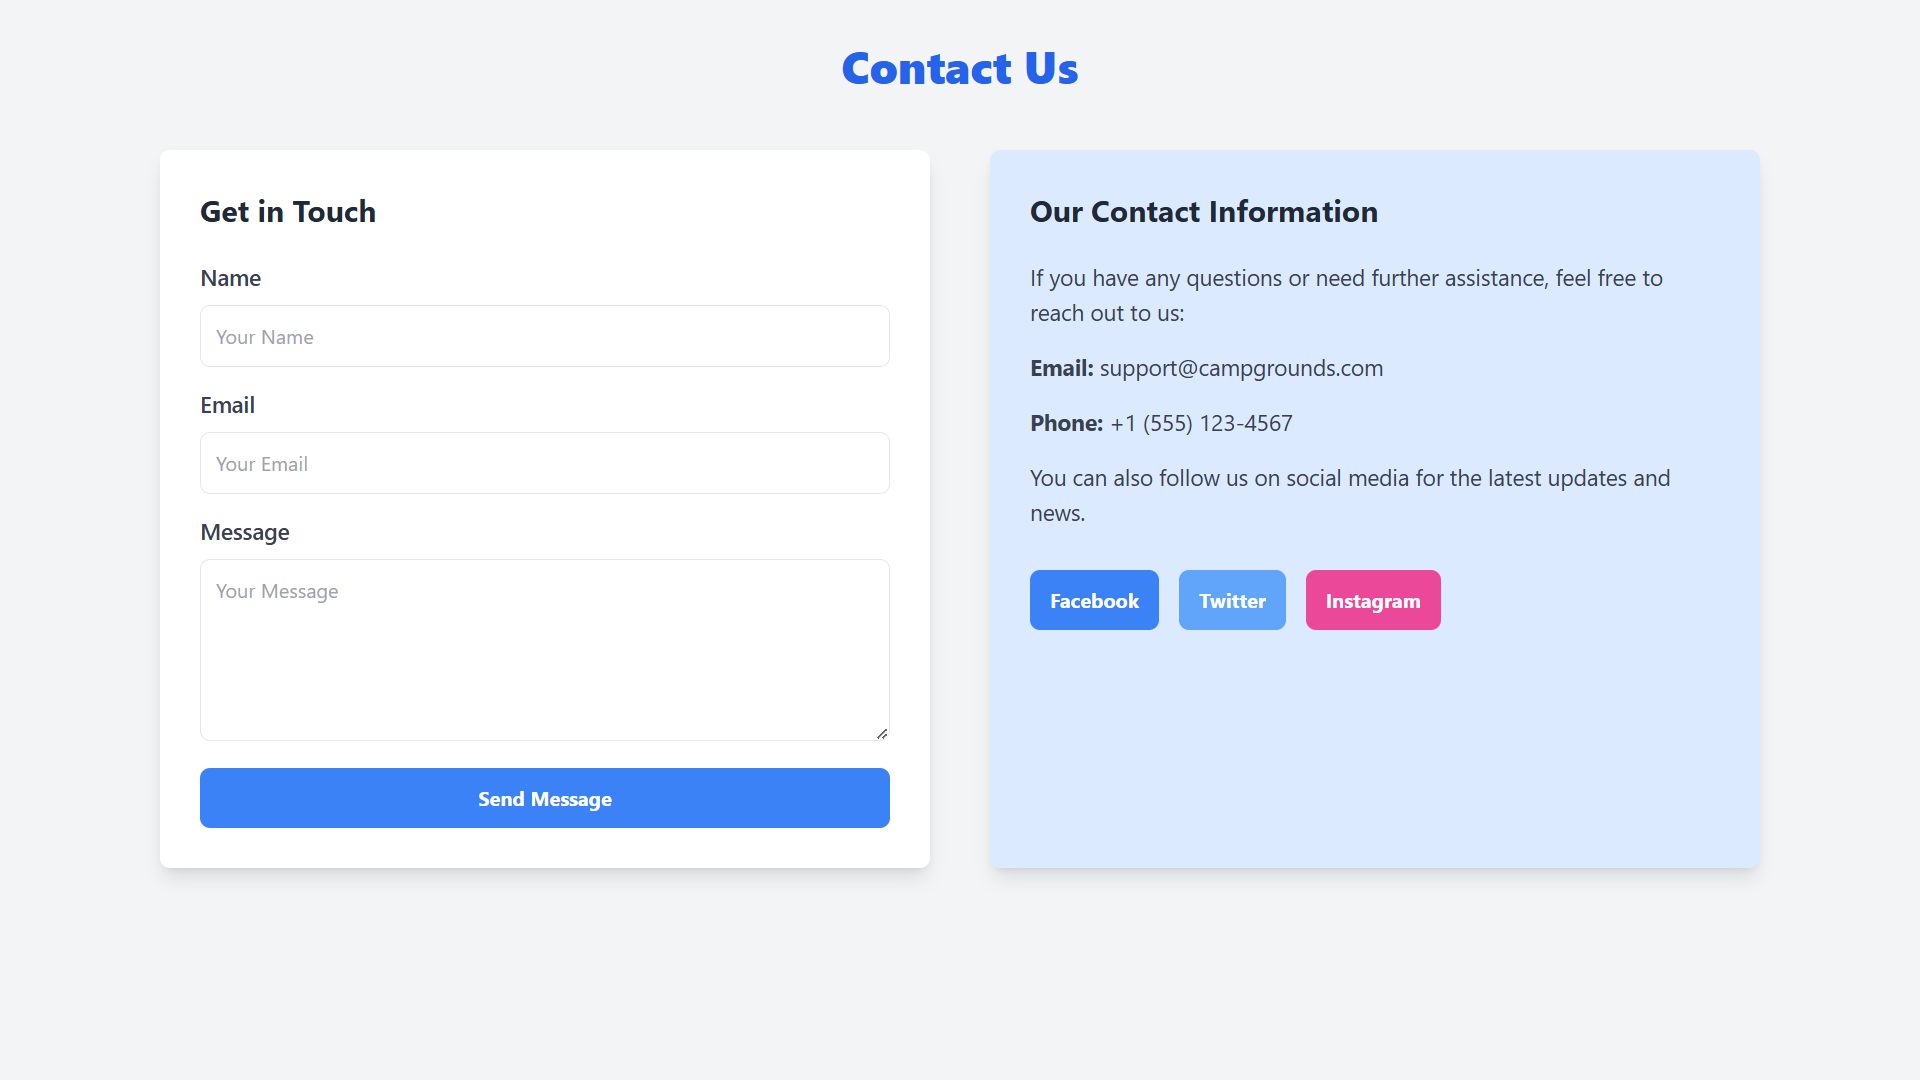 Contact Us
Get in Touch
Name
Your Name
Email
Your Email
Message
Your Message
Send Message
Our Contact Information
If you have any questions or need further assistance, feel free to
reach out to us:
Email: support@campgrounds.com
Phone: +1 (555) 123-4567
You can also follow us on social media for the latest updates and
news.
Facebook Twitter Instagram